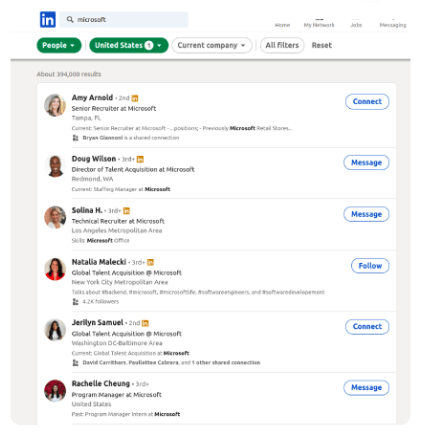 in
microsoft
Home My Network Jobs Messaging
People
United States 1
Current company
All filters
Reset
About 394,000 results
Amy Arnold • 2nd in
Senior Recruiter at Microsoft
Tampa, FL
Current: Senior Recruiter at Microsoft - ...positions; - Previously Microsoft Retail Stores...
Bryan Giannoni is a shared connection
Connect
Doug Wilson • 3rd+ in
Director of Talent Acquisition at Microsoft
Redmond, WA
Current: Staffing Manager at Microsoft
Message
Solina H. • 3rd+ in
Technical Recruiter at Microsoft
Los Angeles Metropolitan Area
Skills: Microsoft Office
Message
Natalia Malecki • 3rd+ in
Global Talent Acquisition @ Microsoft
New York City Metropolitan Area
Talks about #backend, #microsoft, #microsoftlife, #softwareengineers, and #softwaredevelopement
4.2K followers
Follow
Jerilyn Samuel • 2nd in
Global Talent Acquisition @ Microsoft
Washington DC-Baltimore Area
Current: Global Talent Acquisition at Microsoft
David Carrithers, Paulietiee Cabrera, and 1 other shared connection
Connect
Rachelle Cheung • 3rd+
Program Manager at Microsoft
United States
Past: Program Manager Intern at Microsoft
Message